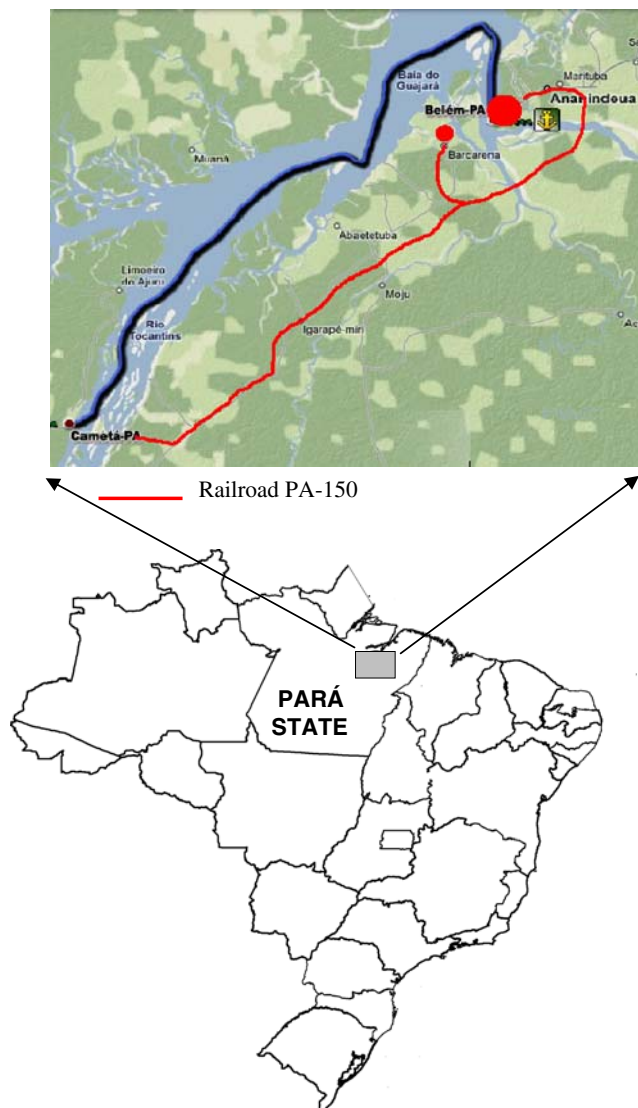 Baía do
Guajará
Marituba
Ananindeua
Belém-PA
Barcarena
Muaná
Abaetetuba
Limoeiro
do Ajuru
Moju
Rio
Tocantins
Igarapé-miri
Cametá-PA
Railroad PA-150
PARÁ
STATE